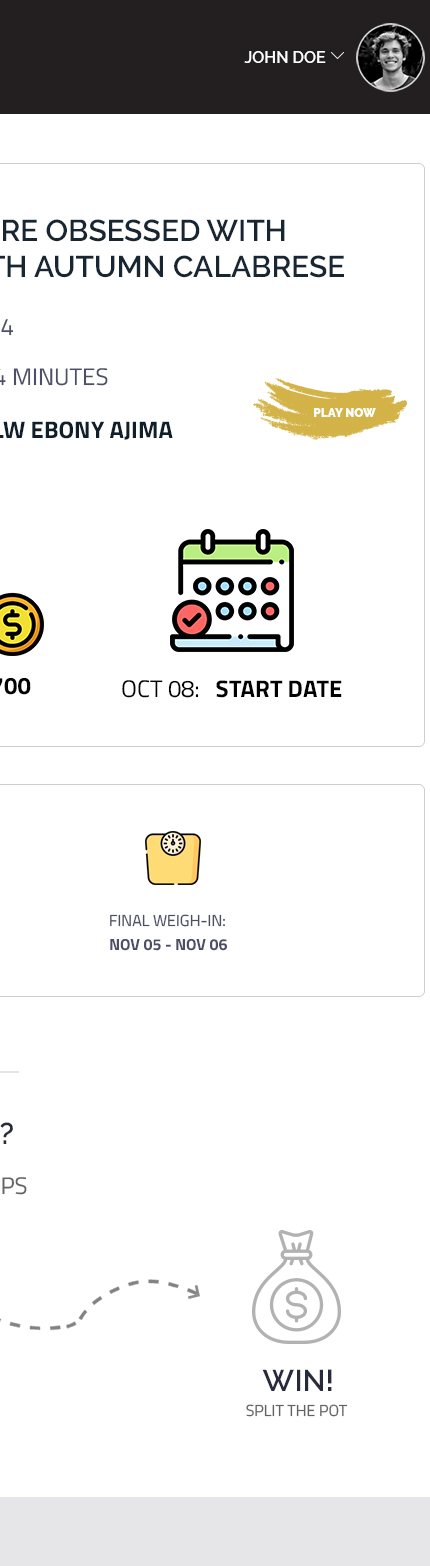 JOHN DOE
RE OBSESSED WITH
TH AUTUMN CALABRESE
4
4 MINUTES
LW EBONY AJIMA
PLAY NOW
700
OCT 08: START DATE
FINAL WEIGH-IN:
NOV 05 - NOV 06
?
PS
WIN!
SPLIT THE POT